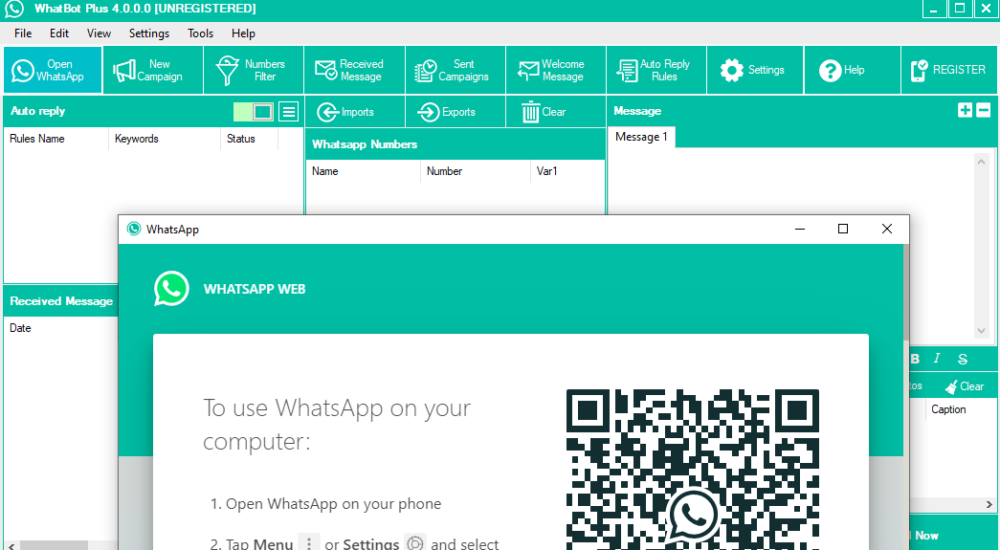 WhatBot Plus 4.0.0.0 [UNREGISTERED]
File Edit View Settings Tools Help
Open WhatsApp
New Campaign
Numbers Filter
Received Message
Sent Campaigns
Welcome Message
Auto Reply Rules
Settings
Help
REGISTER
Auto reply
Imports
Exports
Clear
Message
Rules Name Keywords Status
Whatsapp Numbers
Message 1
Name Number Var1
WhatsApp
WHATSAPP WEB
Received Message
Date
B I S
Clear
Caption
To use WhatsApp on your
computer:
1. Open WhatsApp on your phone
2. Tap Menu or Settings and select
Now